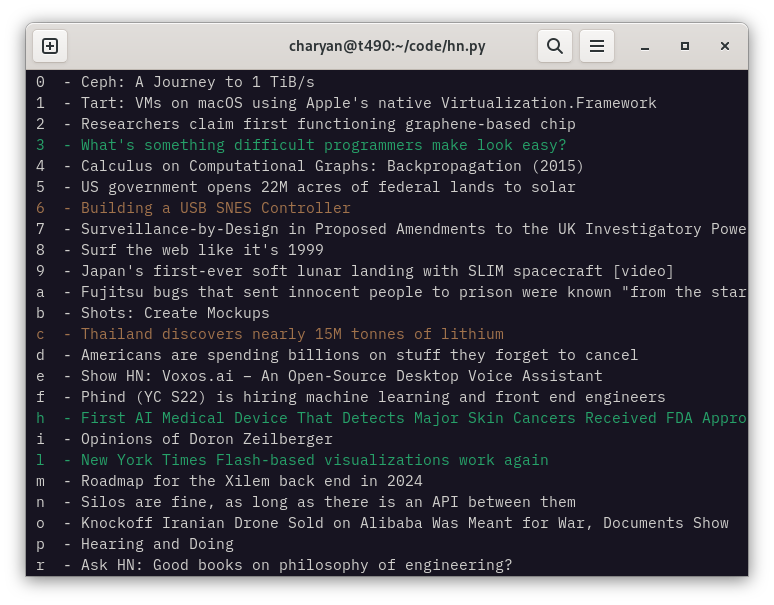 charyan@t490:~/code/hn.py
0 - Ceph: A Journey to 1 TiB/s
1 - Tart: VMs on macOS using Apple's native Virtualization.Framework
2 - Researchers claim first functioning graphene-based chip
3 - What's something difficult programmers make look easy?
4 - Calculus on Computational Graphs: Backpropagation (2015)
5 - US government opens 22M acres of federal lands to solar
6 - Building a USB SNES Controller
7 - Surveillance-by-Design in Proposed Amendments to the UK Investigatory Powe
8 - Surf the web like it's 1999
9 - Japan's first-ever soft lunar landing with SLIM spacecraft [video]
a - Fujitsu bugs that sent innocent people to prison were known "from the star
b - Shots: Create Mockups
c - Thailand discovers nearly 15M tonnes of lithium
d - Americans are spending billions on stuff they forget to cancel
e - Show HN: Voxos.ai – An Open-Source Desktop Voice Assistant
f - Phind (YC S22) is hiring machine learning and front end engineers
h - First AI Medical Device That Detects Major Skin Cancers Received FDA Appro
i - Opinions of Doron Zeilberger
l - New York Times Flash-based visualizations work again
m - Roadmap for the Xilem back end in 2024
n - Silos are fine, as long as there is an API between them
o - Knockoff Iranian Drone Sold on Alibaba Was Meant for War, Documents Show
p - Hearing and Doing
r - Ask HN: Good books on philosophy of engineering?